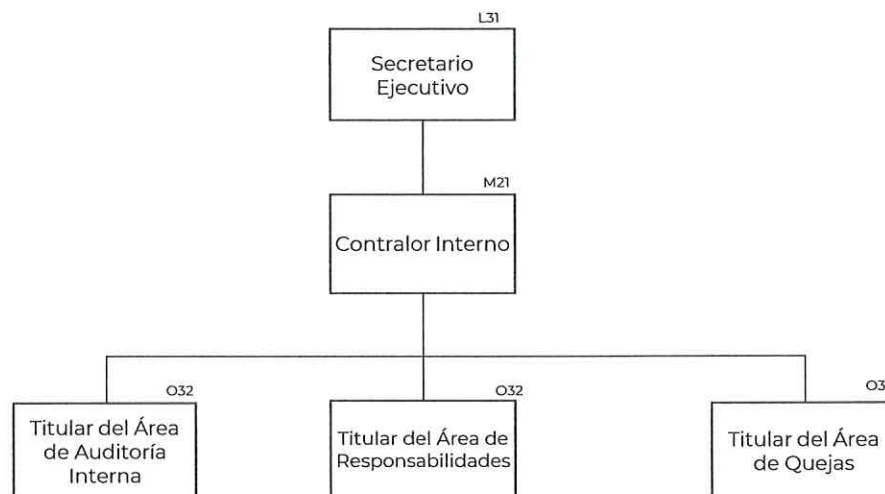 L31
Secretario
Ejecutivo
M21
Contralor Interno
O32
Titular del Área
de Auditoría
Interna
O32
Titular del Área de
Responsabilidades
O3
Titular del Área
de Quejas